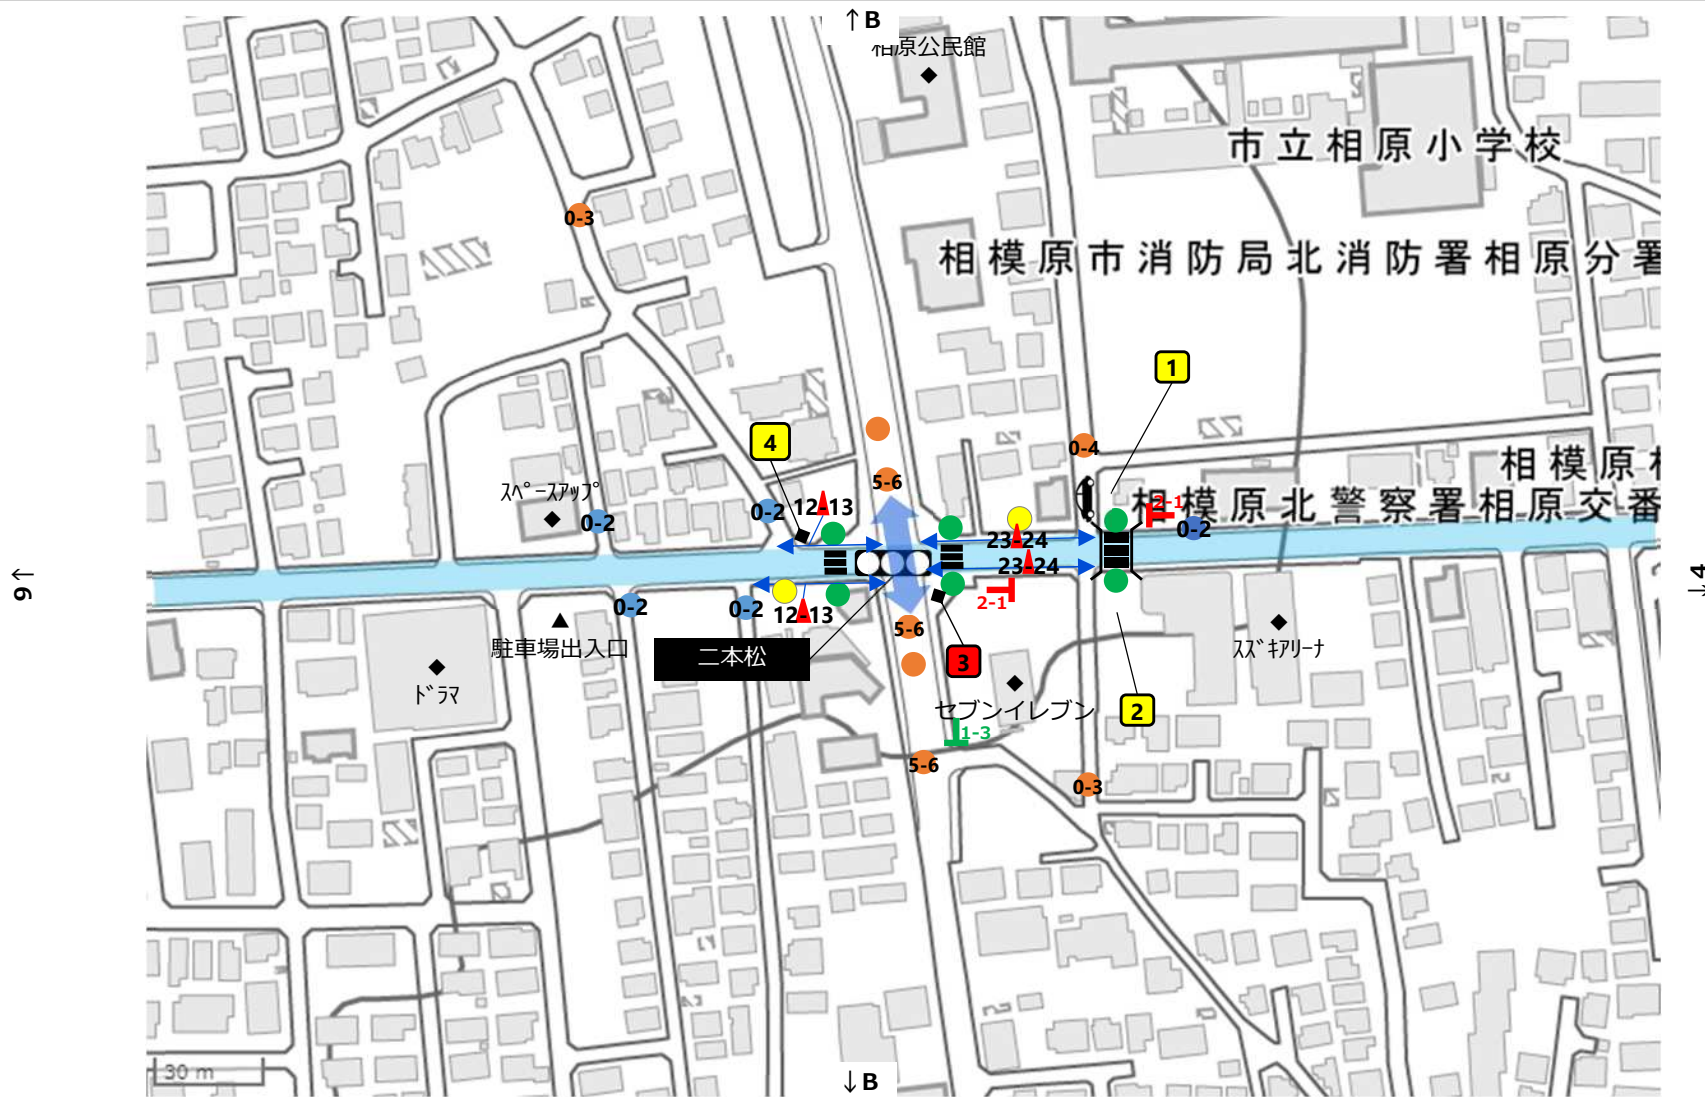 ↑B
相原公民館
市立相原小学校
0-3
相模原市消防局北消防署相原分署
1
4
0-4
相模原
5-6
ｽﾍﾟｰｽｱｯﾌﾟ
12-13
2-1
相模原北警察署相原交番
0-2
0-2
0-2
23-24
23-24
9↑
↓4
2-1
0-2
0-2
12-13
5-6
駐車場出入口
二本松
3
ｽｽﾞｷｱﾘｰﾅ
ﾄﾞﾗﾏ
セブンイレブン
2
1-3
5-6
0-3
30 m
↓B